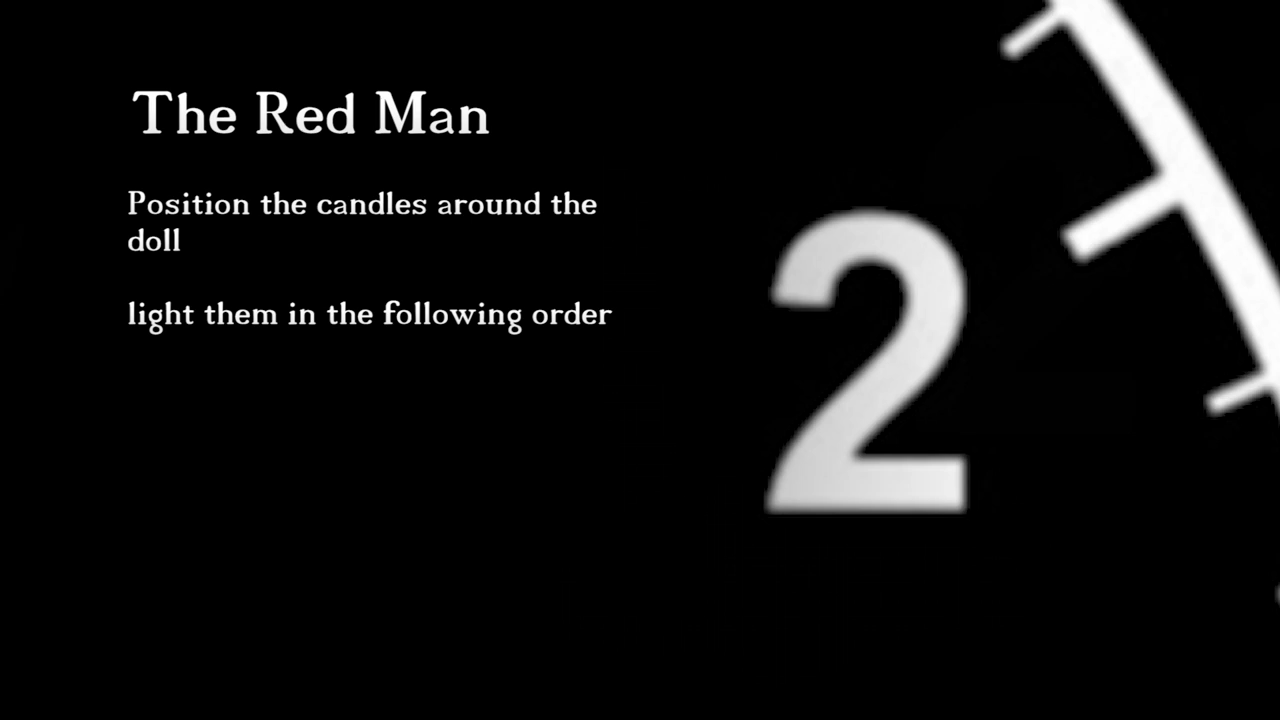 The Red Man
Position the candles around the
doll
light them in the following order
2